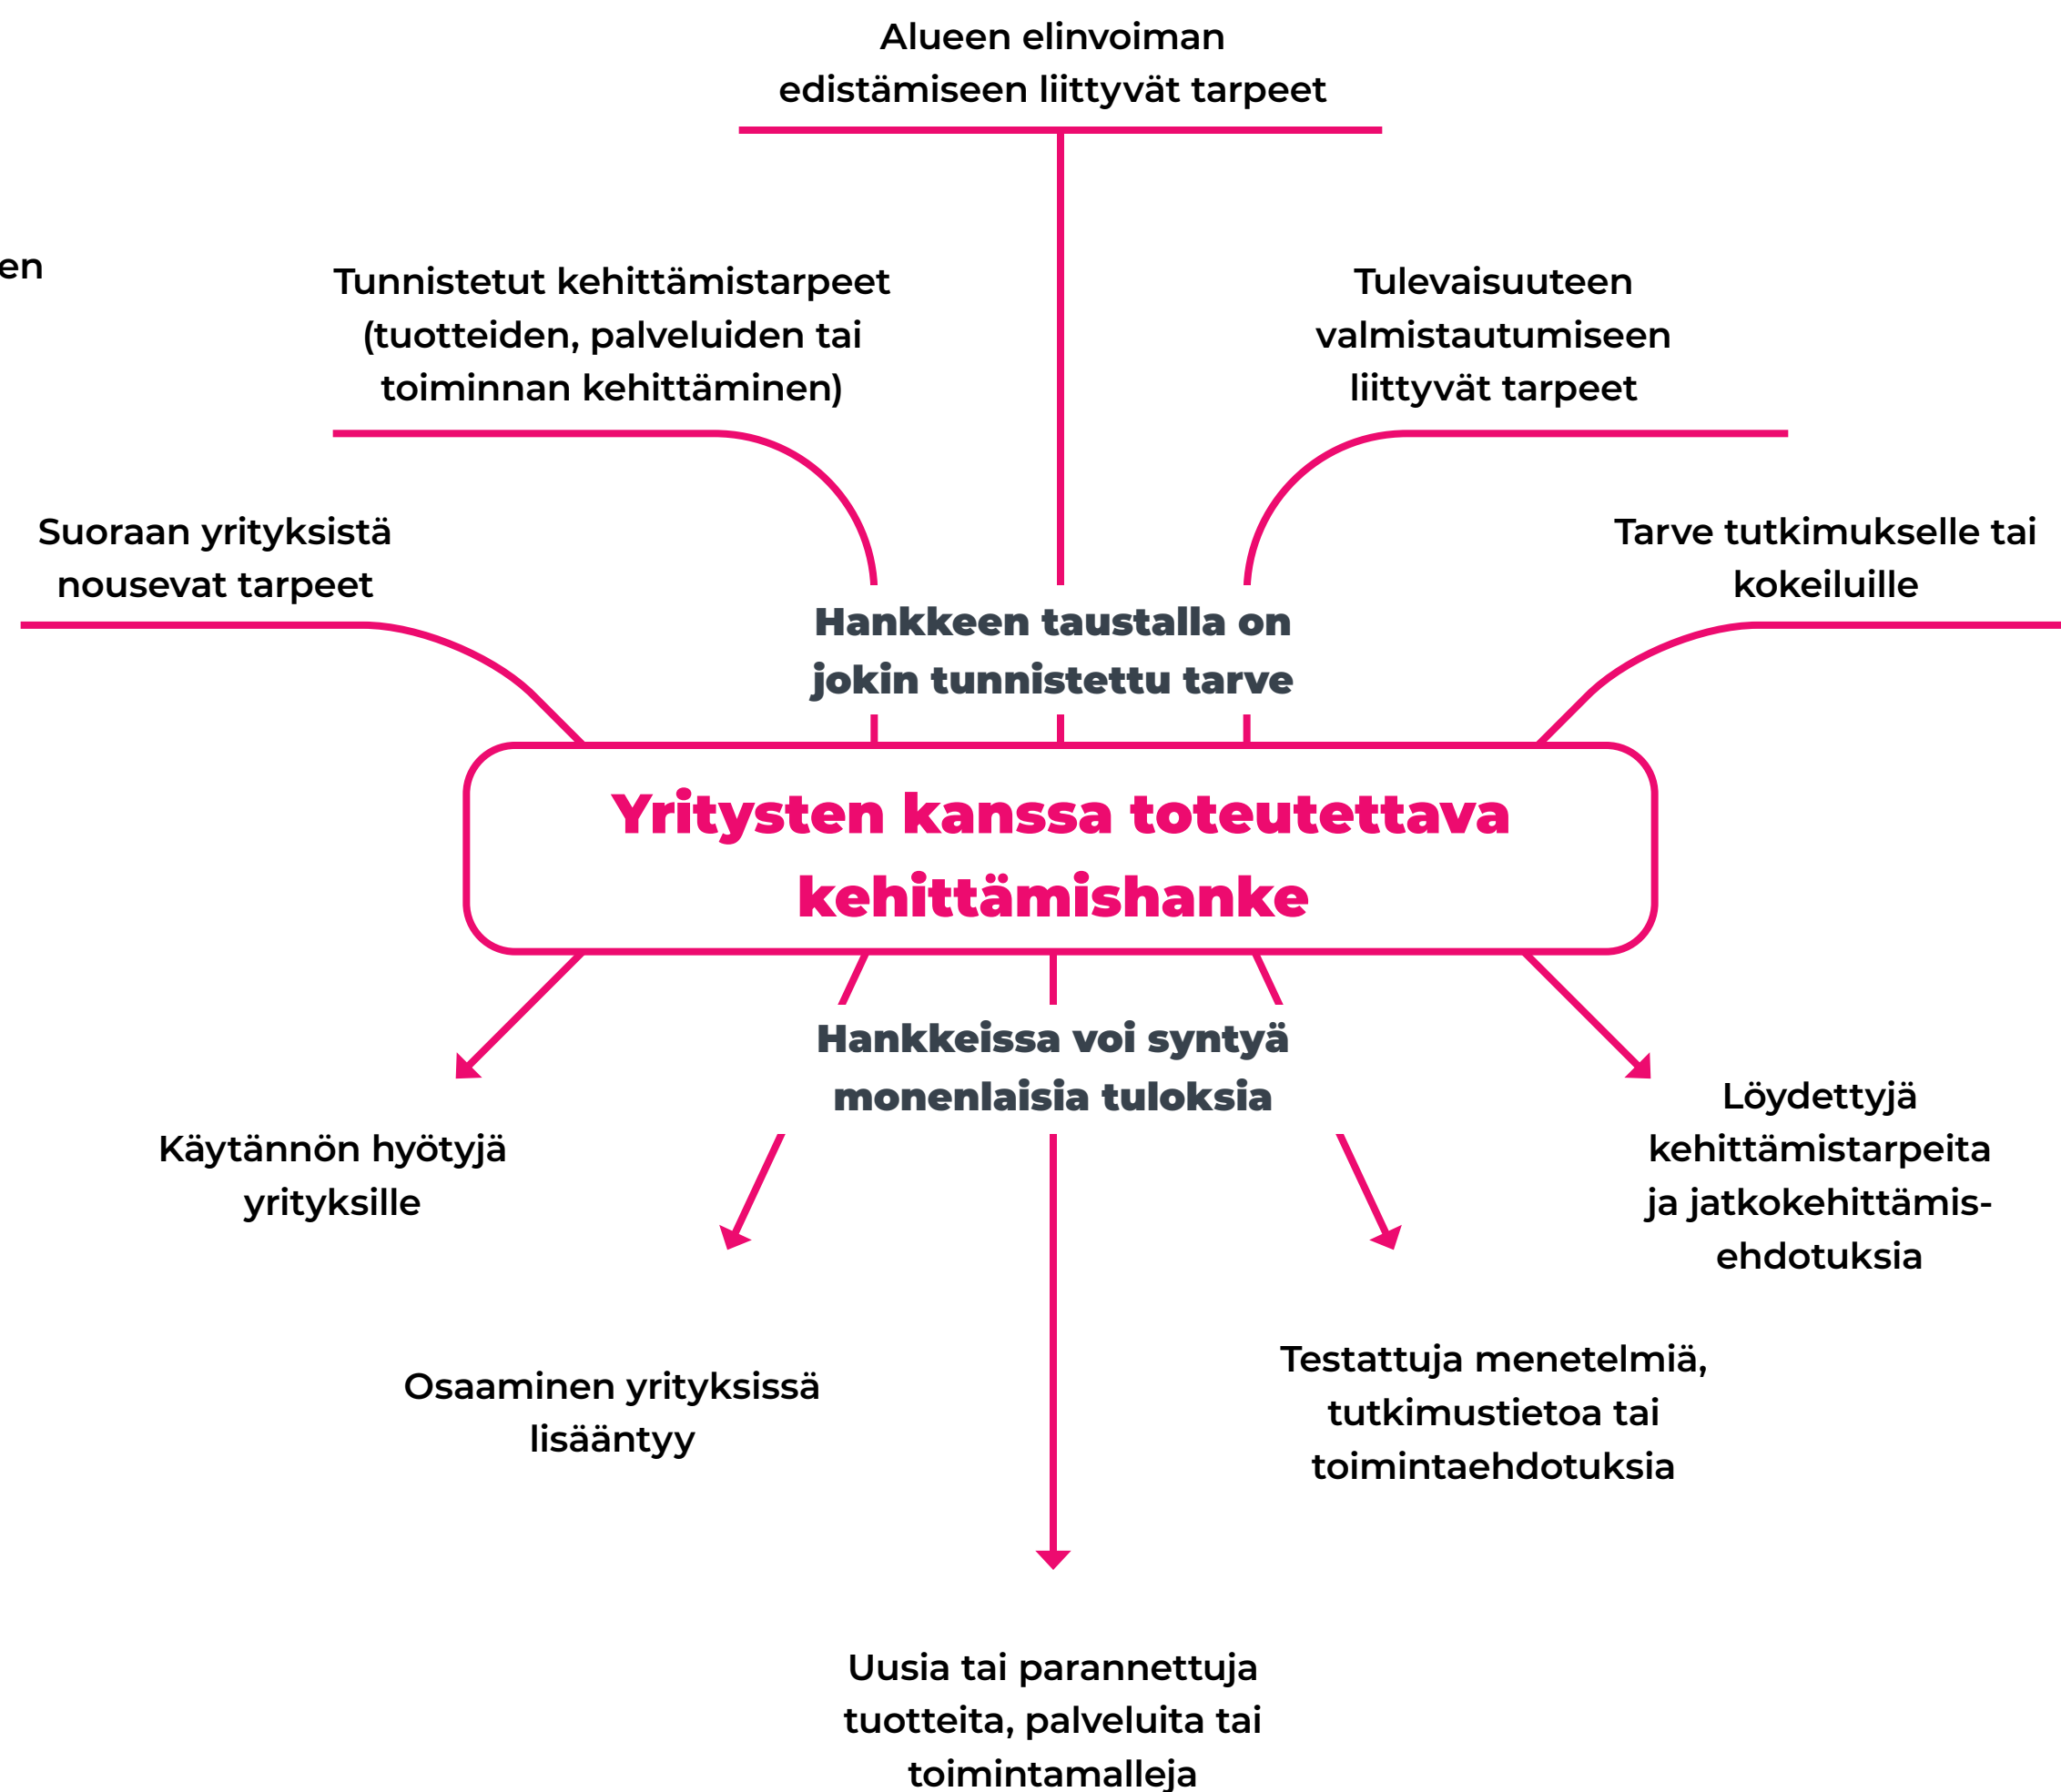 Alueen elinvoiman
edistämiseen liittyvät tarpeet
en
Tunnistetut kehittämistarpeet
(tuotteiden, palveluiden tai
toiminnan kehittäminen)
Tulevaisuuteen
valmistautumiseen
liittyvät tarpeet
Suoraan yrityksistä
nousevat tarpeet
Tarve tutkimukselle tai
kokeiluille
Hankkeen taustalla on
jokin tunnistettu tarve
Yritysten kanssa toteutettava
kehittämishanke
Hankkeissa voi syntyä
monenlaisia tuloksia
Käytännön hyötyjä
yrityksille
Löydettyjä
kehittämistarpeita
ja jatkokehittämis-
ehdotuksia
Osaaminen yrityksissä
lisääntyy
Testattuja menetelmiä,
tutkimustietoa tai
toimintaehdotuksia
Uusia tai parannettuja
tuotteita, palveluita tai
toimintamalleja